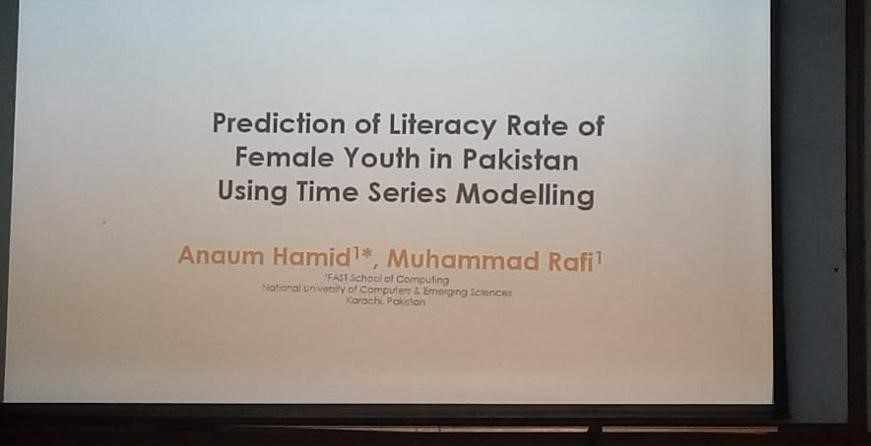 Prediction of Literacy Rate of
Female Youth in Pakistan
Using Time Series Modelling
Anaum Hamid¹*, Muhammad Rafi¹
¹FAST School of Computing
National University of Computers & Emerging Sciences
Karachi, Pakistan